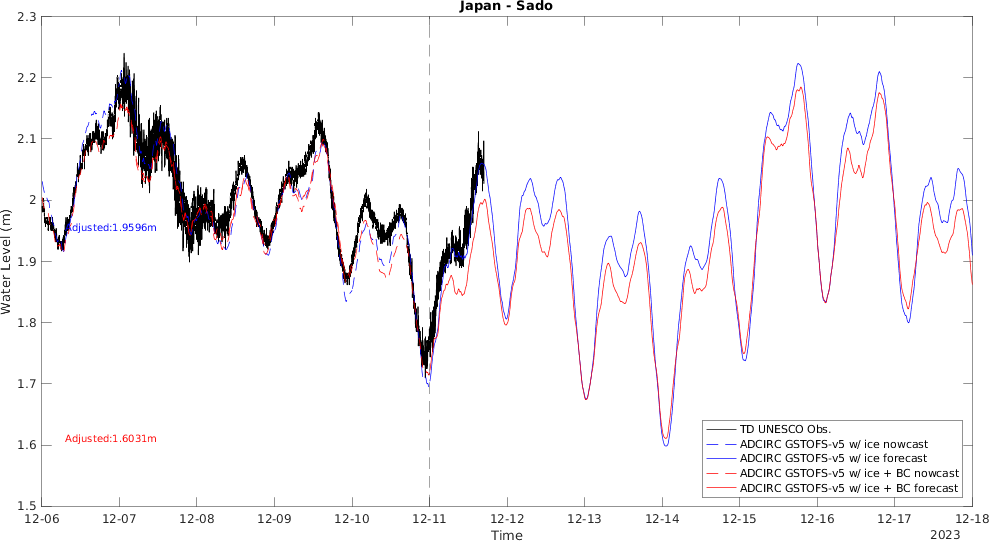 Japan - Sado
Water Level (m)
2.3
2.2
2.1
2
1.9
1.8
1.7
1.6
1.5
Adjusted:1.9596m
Adjusted:1.6031m
TD UNESCO Obs.
ADCIRC GSTOFS-v5 w/ ice nowcast
ADCIRC GSTOFS-v5 w/ ice forecast
ADCIRC GSTOFS-v5 w/ ice + BC nowcast
ADCIRC GSTOFS-v5 w/ ice + BC forecast
12-06 12-07 12-08 12-09 12-10 12-11 12-12 12-13 12-14 12-15 12-16 12-17 12-18
Time
2023